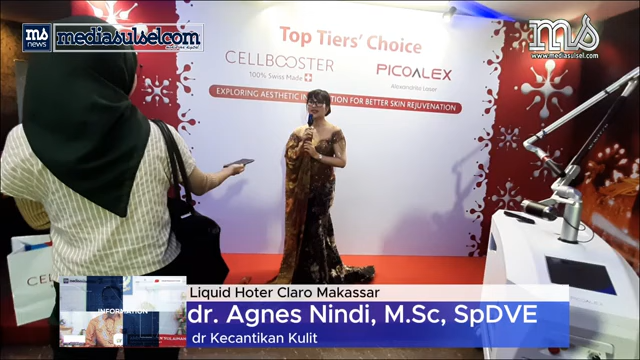 ms
NEWS
mediasulsel.com
ms
www.mediasulsel.com
Top Tiers' Choice
CELLBOOSTER
100% Swiss Made
PICOALEX
Alexandrite Laser
EXPLORING AESTHETIC INNOVATION FOR BETTER SKIN REJUVENATION
CELLBO
INFORMATION
Liquid Hoter Claro Makassar
dr. Agnes Nindi, M.Sc, SpDVE
dr Kecantikan Kulit